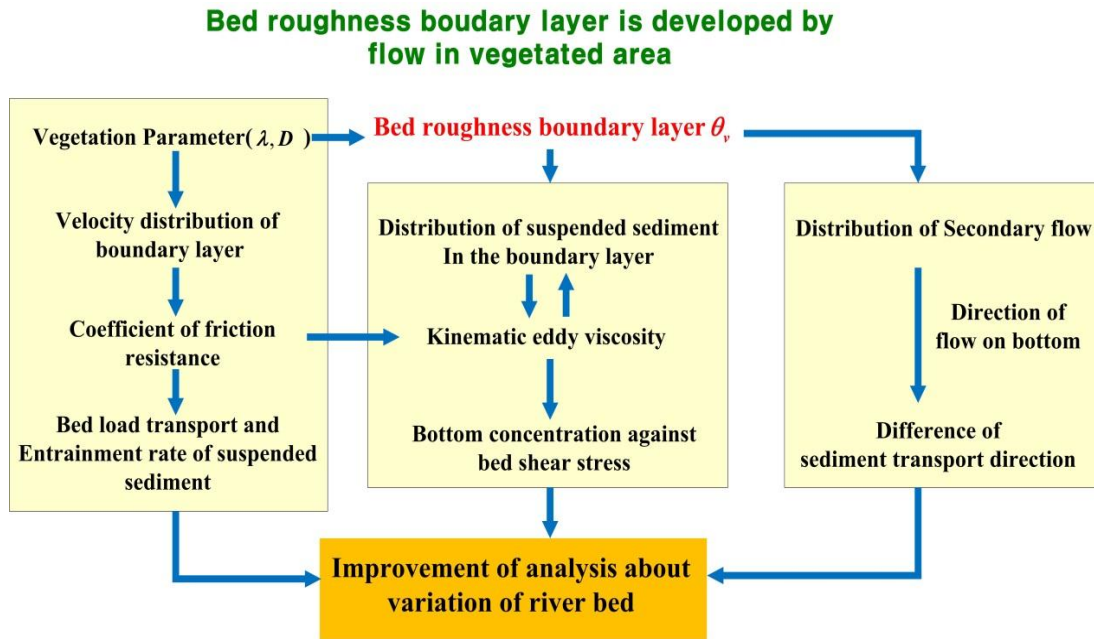 Bed roughness boudary layer is developed by
flow in vegetated area
Vegetation Parameter( λ, D )
Bed roughness boundary layer θv
Velocity distribution of
boundary layer
Coefficient of friction
resistance
Bed load transport and
Entrainment rate of suspended
sediment
Distribution of suspended sediment
In the boundary layer
Kinematic eddy viscosity
Bottom concentration against
bed shear stress
Distribution of Secondary flow
Direction of
flow on bottom
Difference of
sediment transport direction
Improvement of analysis about
variation of river bed